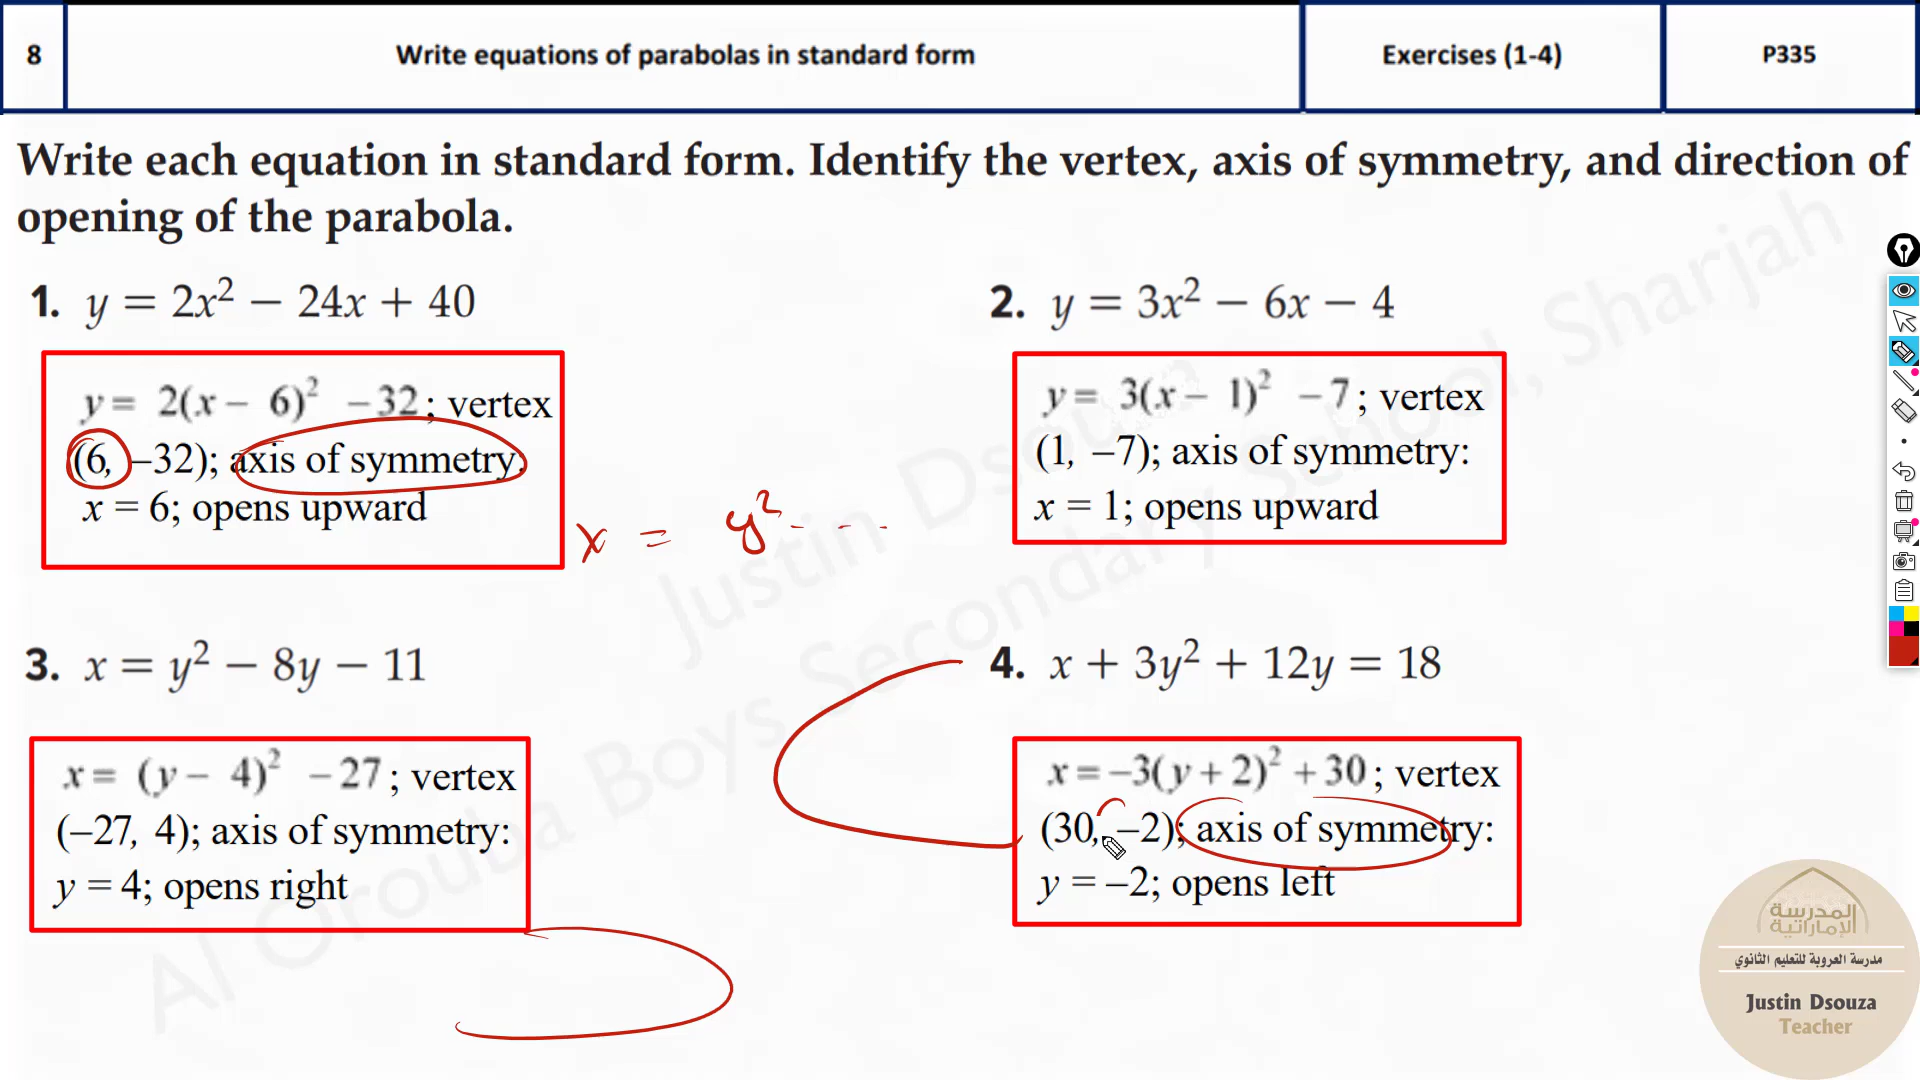 8
Write equations of parabolas in standard form
Exercises (1-4)
P335
Write each equation in standard form. Identify the vertex, axis of symmetry, and direction of
opening of the parabola.
1. y = 2x² − 24x + 40
y = 2(x − 6)² − 32; vertex
(6, −32); axis of symmetry:
x = 6; opens upward
2. y = 3x² − 6x − 4
y = 3(x − 1)² − 7; vertex
(1, −7); axis of symmetry:
x = 1; opens upward
x = y² - - -
3. x = y² − 8y − 11
x = (y − 4)² − 27; vertex
(−27, 4); axis of symmetry:
y = 4; opens right
4. x + 3y² + 12y = 18
x = −3(y + 2)² + 30; vertex
(30, −2); axis of symmetry:
y = −2; opens left
Justin Dsouza
Al Orouba Boys Secondary School, Sharjah
المدرسة
الإماراتية
مدرسة العروبة للتعليم الثانوي
Justin Dsouza
Teacher